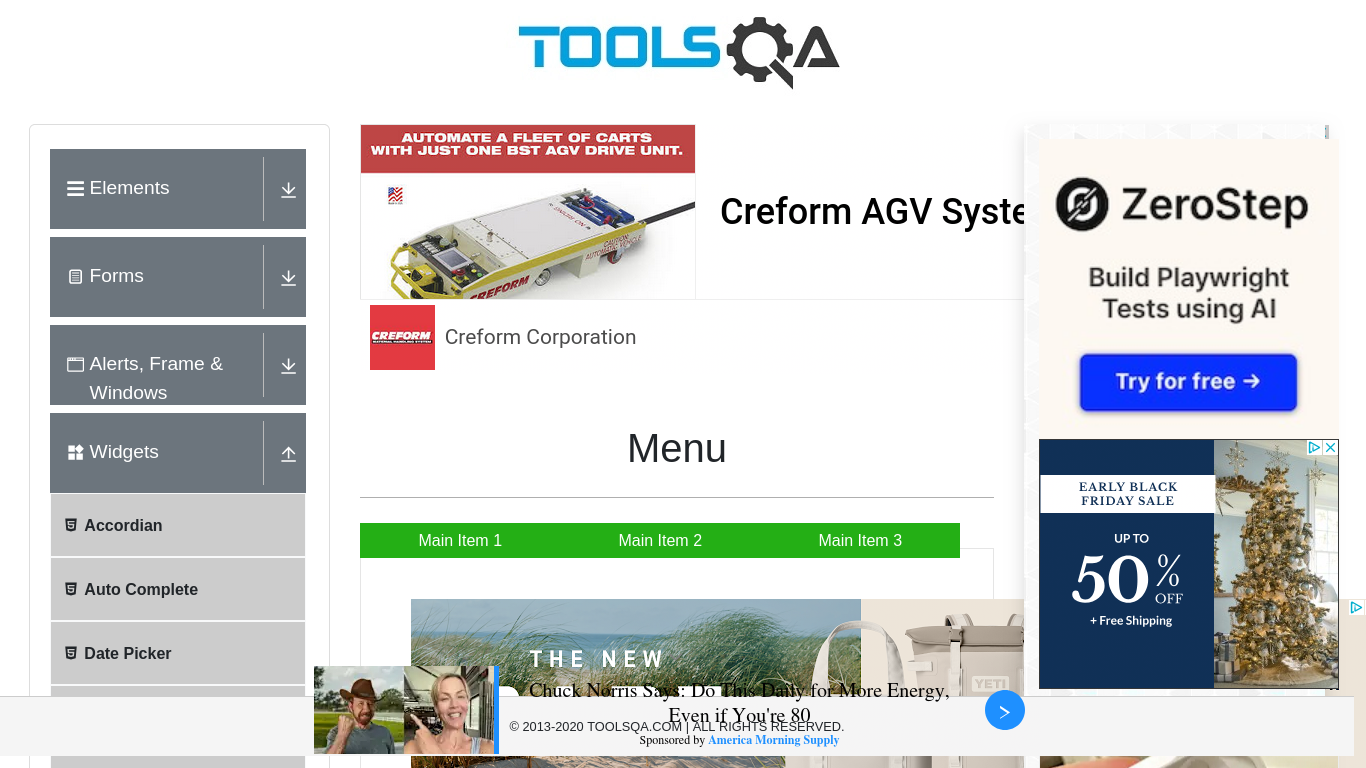 TOOLSQA
Elements
Forms
Alerts, Frame &
Windows
Widgets
Accordian
Auto Complete
Date Picker
AUTOMATE A FLEET OF CARTS
WITH JUST ONE BST AGV DRIVE UNIT.
CREFORM
Creform AGV Syste
CREFORM
Creform Corporation
Menu
Main Item 1
Main Item 2
Main Item 3
THE NEW
YETI
ZeroStep
Build Playwright
Tests using AI
Try for free →
EARLY BLACK
FRIDAY SALE
UP TO
50%
OFF
+ Free Shipping
Chuck Norris Says: Do This Daily for More Energy,
Even if You're 80
© 2013-2020 TOOLSQA.COM | ALL RIGHTS RESERVED.
Sponsored by America Morning Supply